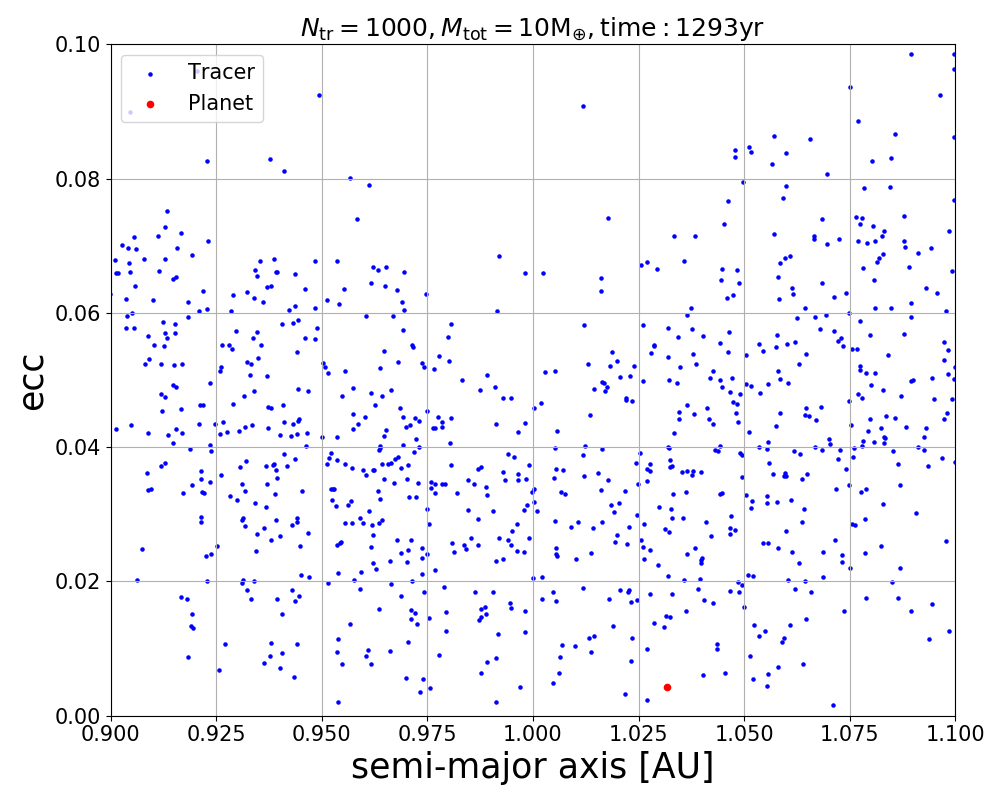 N_tr = 1000, M_tot = 10M_⊕, time : 1293yr
0.10
Tracer
Planet
0.08
0.06
ecc
0.04
0.02
0.00
0.900 0.925 0.950 0.975 1.000 1.025 1.050 1.075 1.100
semi-major axis [AU]